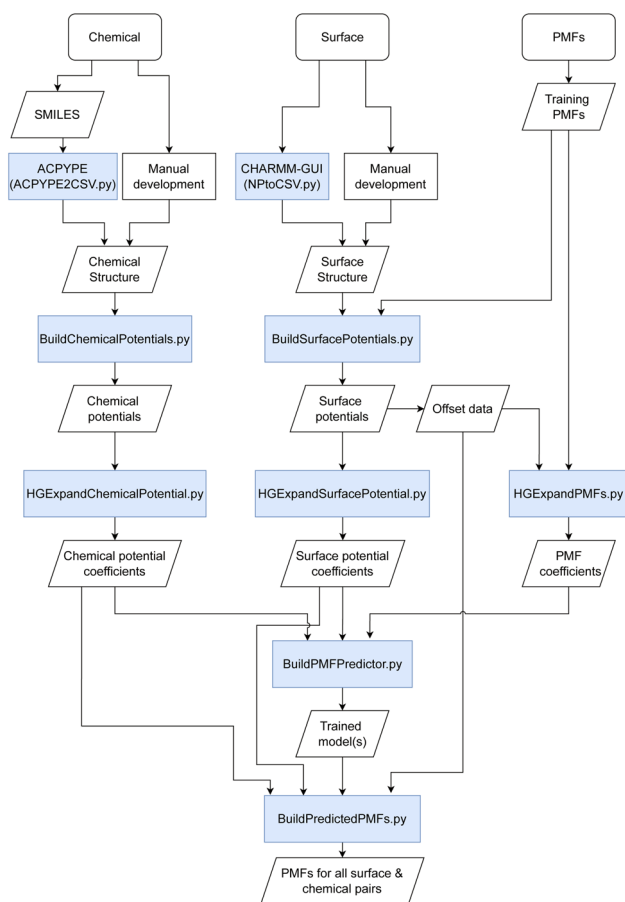 Chemical
Surface
PMFs
SMILES
Training
PMFs
ACPYPE
(ACPYPE2CSV.py)
Manual
development
CHARMM-GUI
(NPtoCSV.py)
Manual
development
Chemical
Structure
Surface
Structure
BuildChemicalPotentials.py
BuildSurfacePotentials.py
Chemical
potentials
Surface
potentials
Offset data
HGExpandChemicalPotential.py
HGExpandSurfacePotential.py
HGExpandPMFs.py
Chemical potential
coefficients
Surface potential
coefficients
PMF
coefficients
BuildPMFPredictor.py
Trained
model(s)
BuildPredictedPMFs.py
PMFs for all surface &
chemical pairs